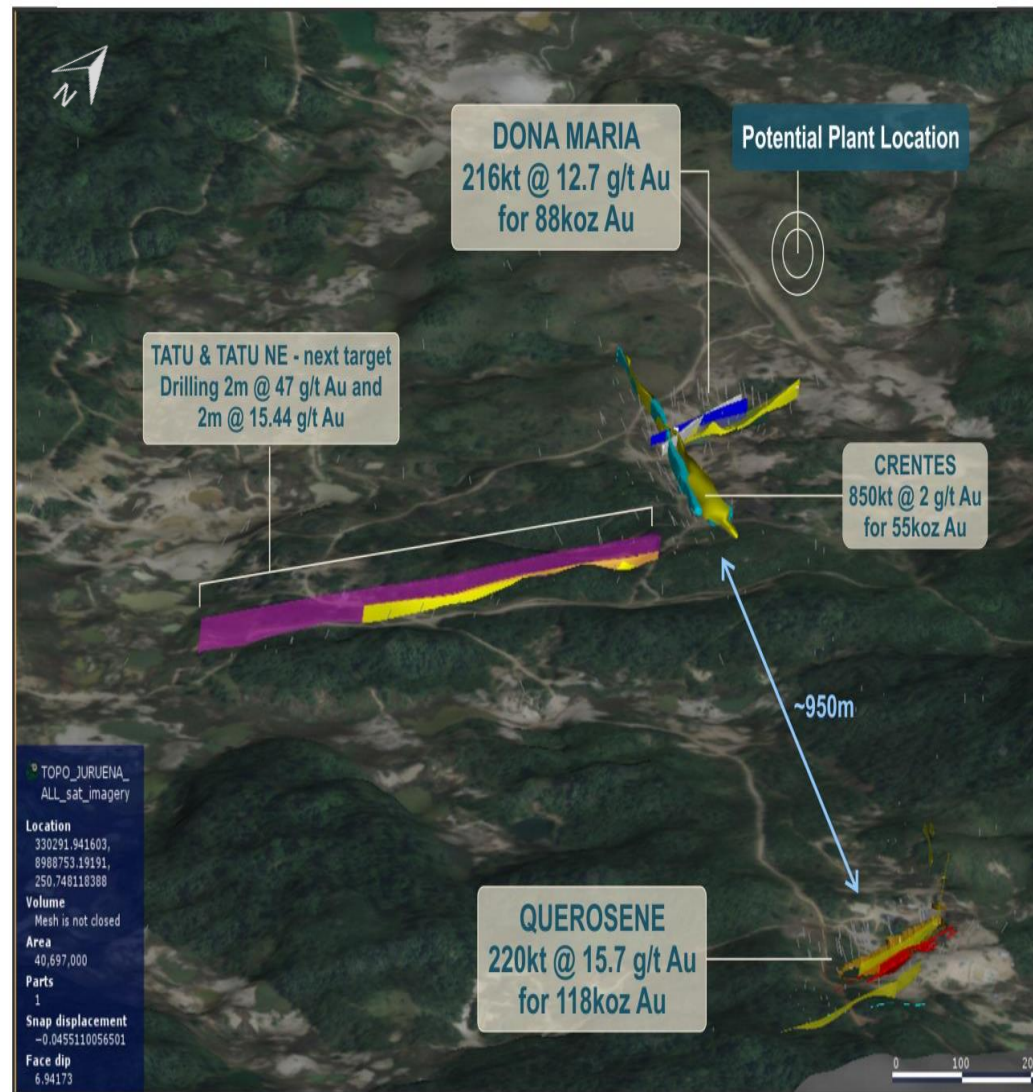 N
DONA MARIA
216kt @ 12.7 g/t Au
for 88koz Au
Potential Plant Location
TATU & TATU NE - next target
Drilling 2m @ 47 g/t Au and
2m @ 15.44 g/t Au
CRENTES
850kt @ 2 g/t Au
for 55koz Au
~950m
QUEROSENE
220kt @ 15.7 g/t Au
for 118koz Au
TOPO_JURUENA_
ALL_sat_imagery
Location
330291.941603,
8988753.19191,
250.748118388
Volume
Mesh is not closed
Area
40,697,000
Parts
1
Snap displacement
−0.0455110056501
Face dip
6.94173
0 100